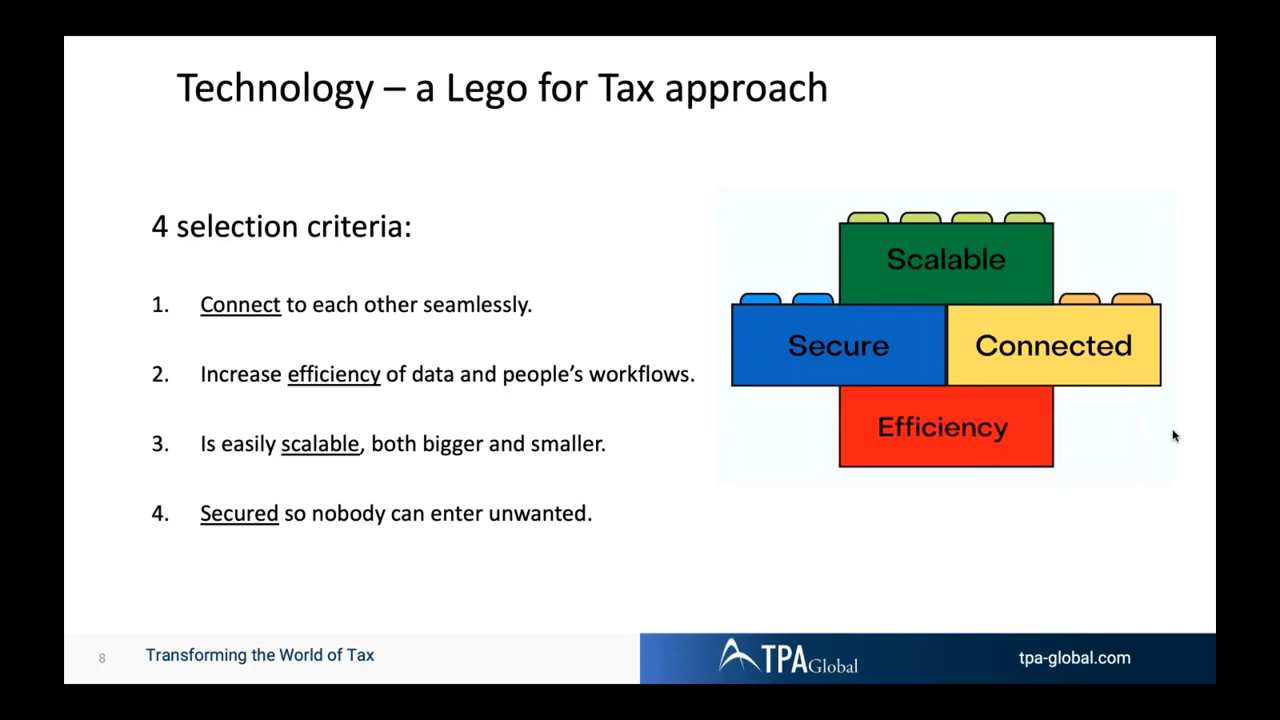 Technology – a Lego for Tax approach
4 selection criteria:
1. Connect to each other seamlessly.
2. Increase efficiency of data and people’s workflows.
3. Is easily scalable, both bigger and smaller.
4. Secured so nobody can enter unwanted.
Scalable
Secure
Connected
Efficiency
8
Transforming the World of Tax
TPA Global
tpa-global.com